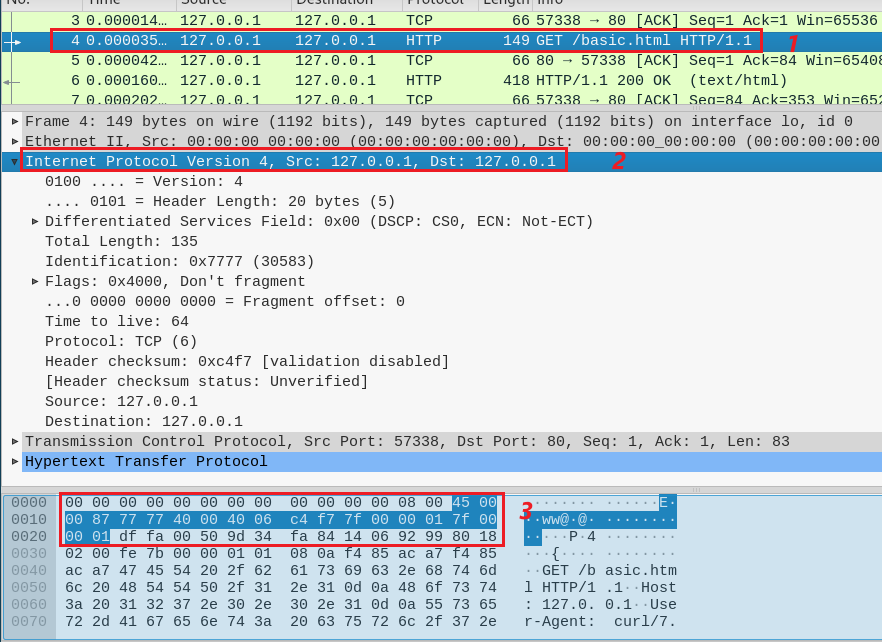 No. Time Source Destination Protocol Length Info
3 0.000014… 127.0.0.1 127.0.0.1 TCP 66 57338 → 80 [ACK] Seq=1 Ack=1 Win=65536
4 0.000035… 127.0.0.1 127.0.0.1 HTTP 149 GET /basic.html HTTP/1.1 1
5 0.000042… 127.0.0.1 127.0.0.1 TCP 66 80 → 57338 [ACK] Seq=1 Ack=84 Win=65408
6 0.000160… 127.0.0.1 127.0.0.1 HTTP 418 HTTP/1.1 200 OK (text/html)
7 0.000202… 127.0.0.1 127.0.0.1 TCP 66 57338 → 80 [ACK] Seq=84 Ack=353 Win=652
Frame 4: 149 bytes on wire (1192 bits), 149 bytes captured (1192 bits) on interface lo, id 0
Ethernet II, Src: 00:00:00_00:00:00 (00:00:00:00:00:00), Dst: 00:00:00_00:00:00 (00:00:00:00:00
Internet Protocol Version 4, Src: 127.0.0.1, Dst: 127.0.0.1 2
0100 .... = Version: 4
.... 0101 = Header Length: 20 bytes (5)
Differentiated Services Field: 0x00 (DSCP: CS0, ECN: Not-ECT)
Total Length: 135
Identification: 0x7777 (30583)
Flags: 0x4000, Don't fragment
...0 0000 0000 0000 = Fragment offset: 0
Time to live: 64
Protocol: TCP (6)
Header checksum: 0xc4f7 [validation disabled]
[Header checksum status: Unverified]
Source: 127.0.0.1
Destination: 127.0.0.1
Transmission Control Protocol, Src Port: 57338, Dst Port: 80, Seq: 1, Ack: 1, Len: 83
Hypertext Transfer Protocol
0000 00 00 00 00 00 00 00 00 00 00 00 00 08 00 45 00 3 ········ ······E·
0010 00 87 77 77 40 00 40 06 c4 f7 7f 00 00 01 7f 00 ··ww@·@· ········
0020 00 01 df fa 00 50 9d 34 fa 84 14 06 92 99 80 18 ·····P·4 ········
0030 02 00 fe 7b 00 00 01 01 08 0a f4 85 ac a7 f4 85 ···{···· ········
0040 ac a7 47 45 54 20 2f 62 61 73 69 63 2e 68 74 6d ··GET /b asic.htm
0050 6c 20 48 54 54 50 2f 31 2e 31 0d 0a 48 6f 73 74 l HTTP/1 .1··Host
0060 3a 20 31 32 37 2e 30 2e 30 2e 31 0d 0a 55 73 65 : 127.0. 0.1··Use
0070 72 2d 41 67 65 6e 74 3a 20 63 75 72 6c 2f 37 2e r-Agent: curl/7.